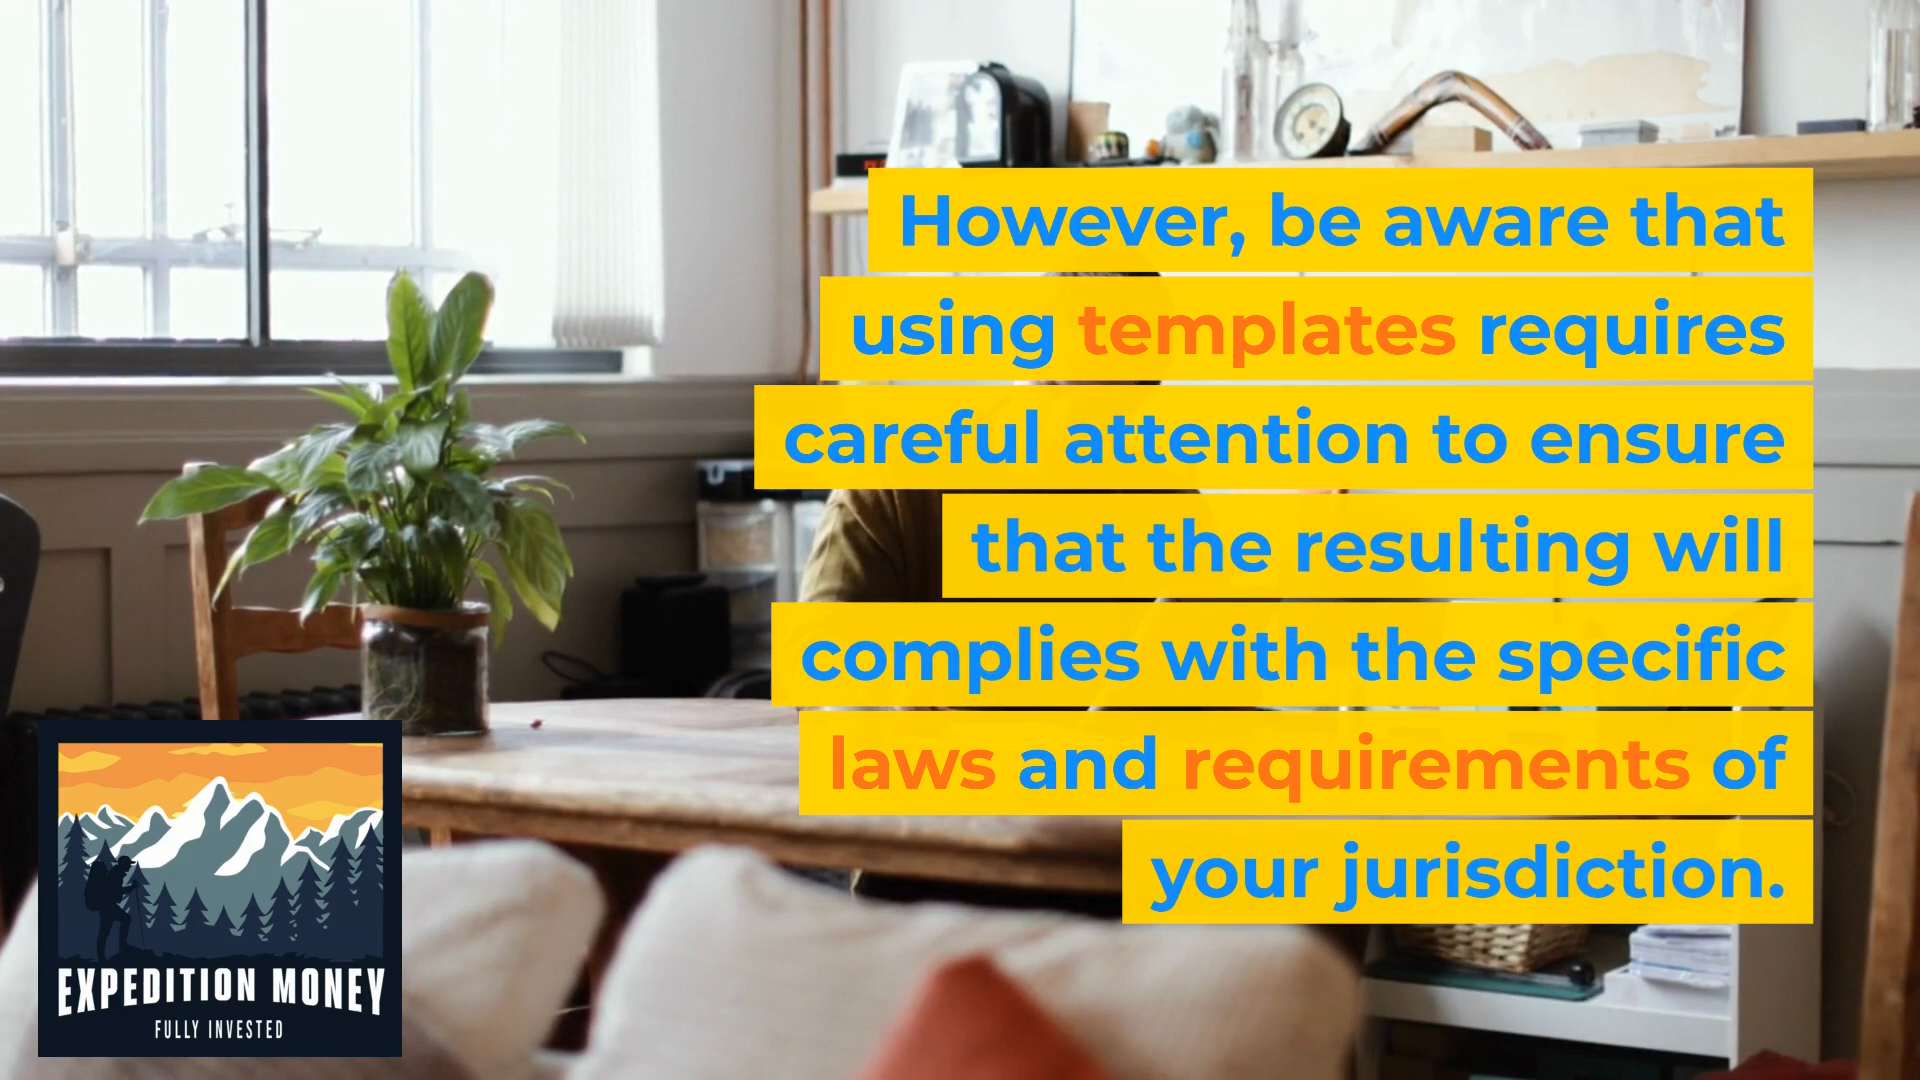 However, be aware that
using templates requires
careful attention to ensure
that the resulting will
complies with the specific
laws and requirements of
your jurisdiction.
EXPEDITION MONEY
FULLY INVESTED